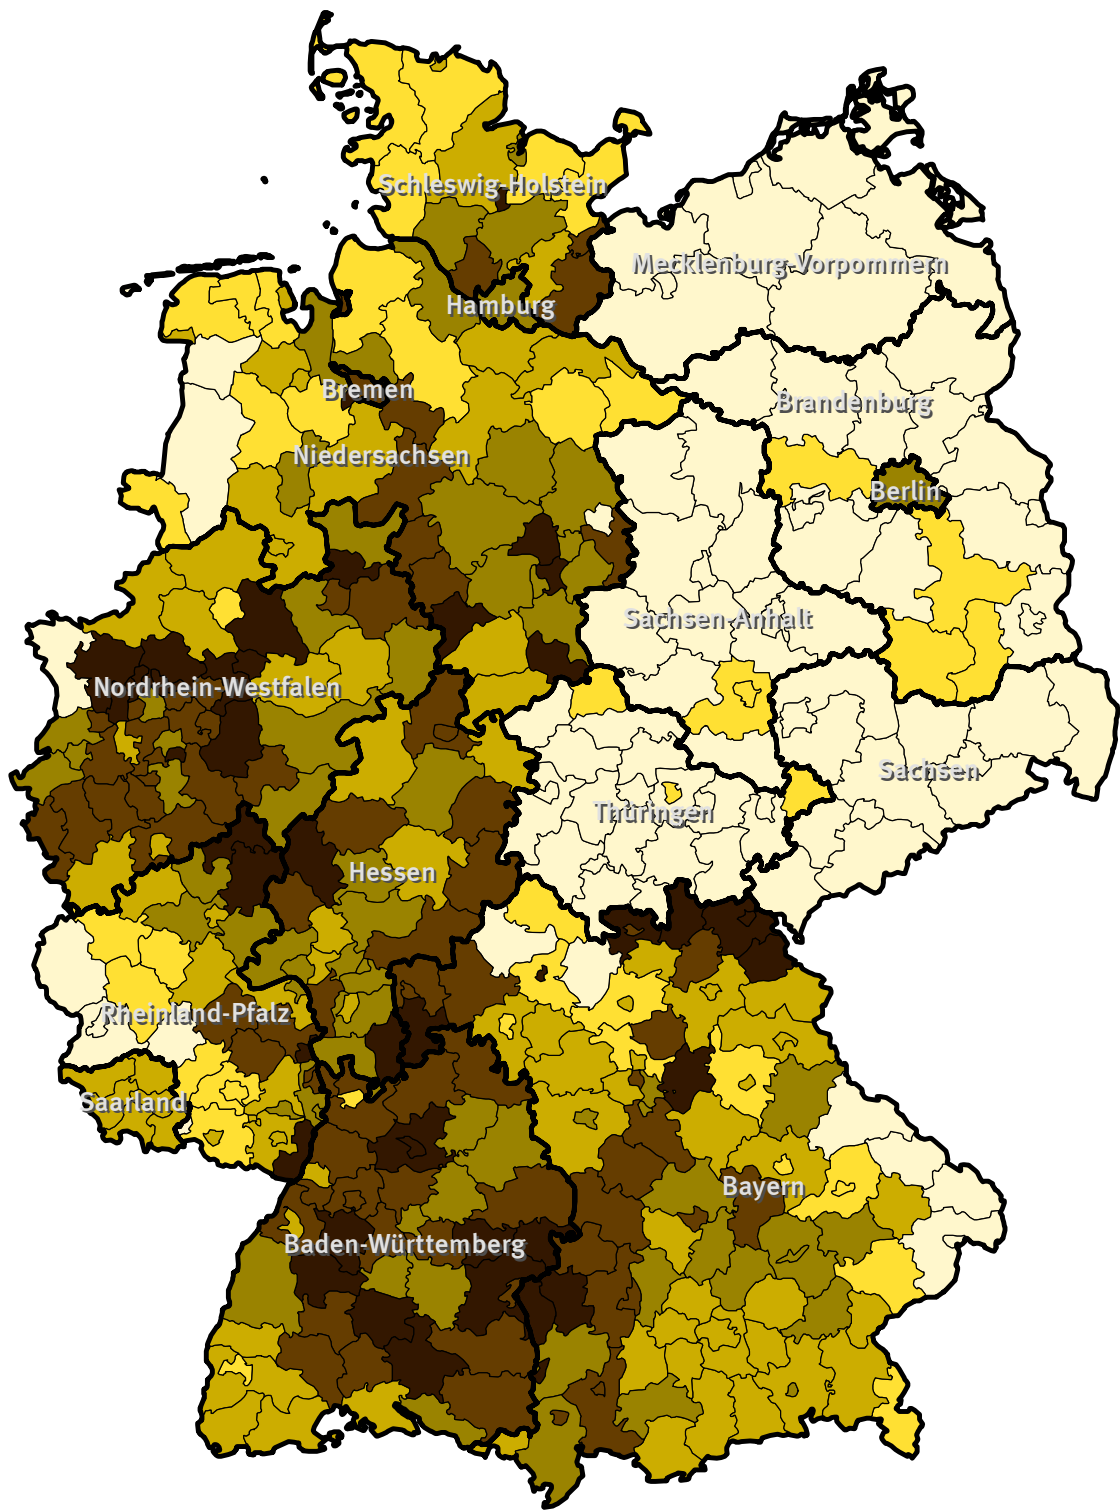 Schleswig-Holstein
Mecklenburg-Vorpommern
Hamburg
Bremen
Brandenburg
Niedersachsen
Berlin
Sachsen-Anhalt
Nordrhein-Westfalen
Sachsen
Thüringen
Hessen
Rheinland-Pfalz
Saarland
Bayern
Baden-Württemberg